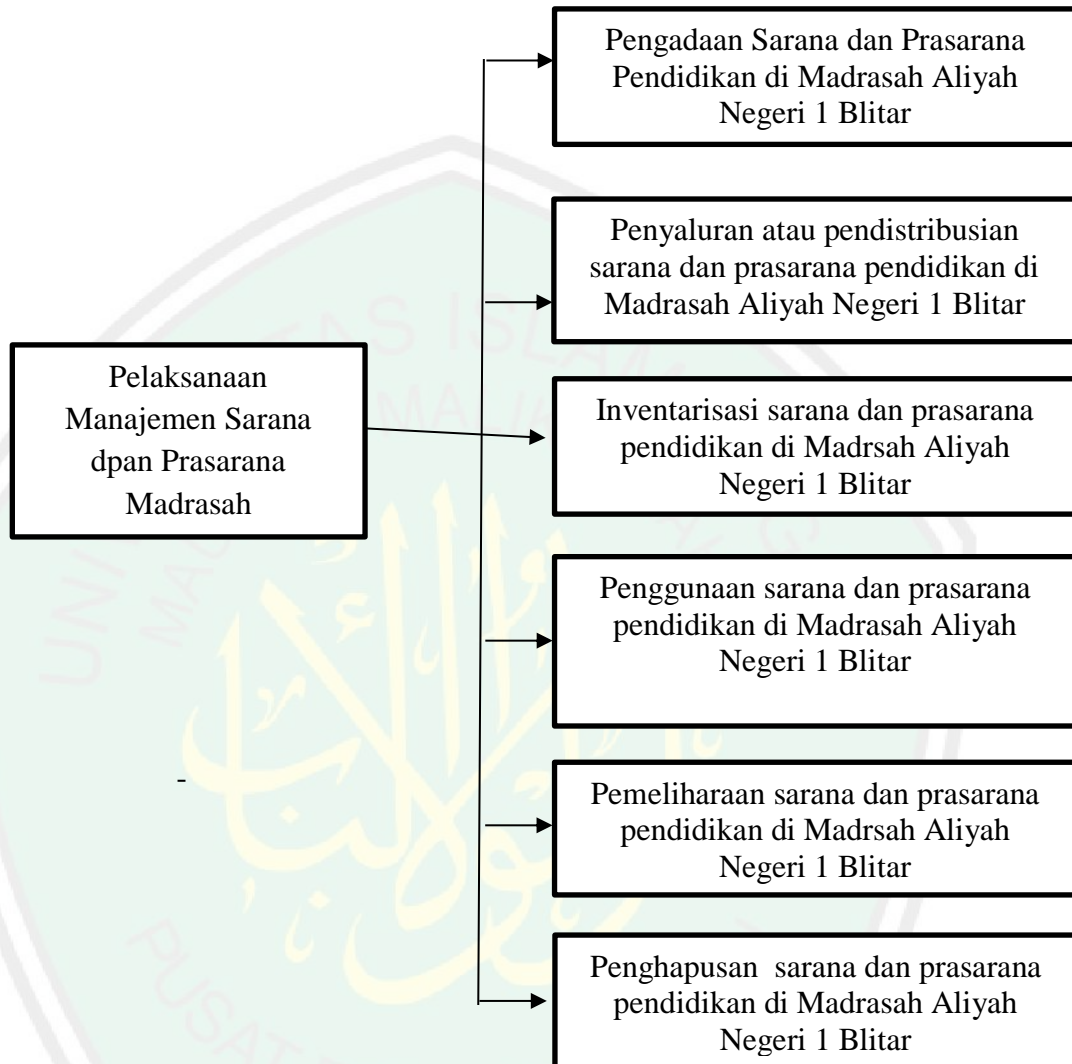 Pengadaan Sarana dan Prasarana
Pendidikan di Madrasah Aliyah
Negeri 1 Blitar
Penyaluran atau pendistribusian
sarana dan prasarana pendidikan di
Madrasah Aliyah Negeri 1 Blitar
Pelaksanaan
Manajemen Sarana
dpan Prasarana
Madrasah
Inventarisasi sarana dan prasarana
pendidikan di Madrsah Aliyah
Negeri 1 Blitar
Penggunaan sarana dan prasarana
pendidikan di Madrasah Aliyah
Negeri 1 Blitar
-
Pemeliharaan sarana dan prasarana
pendidikan di Madrsah Aliyah
Negeri 1 Blitar
Penghapusan  sarana dan prasarana
pendidikan di Madrasah Aliyah
Negeri 1 Blitar